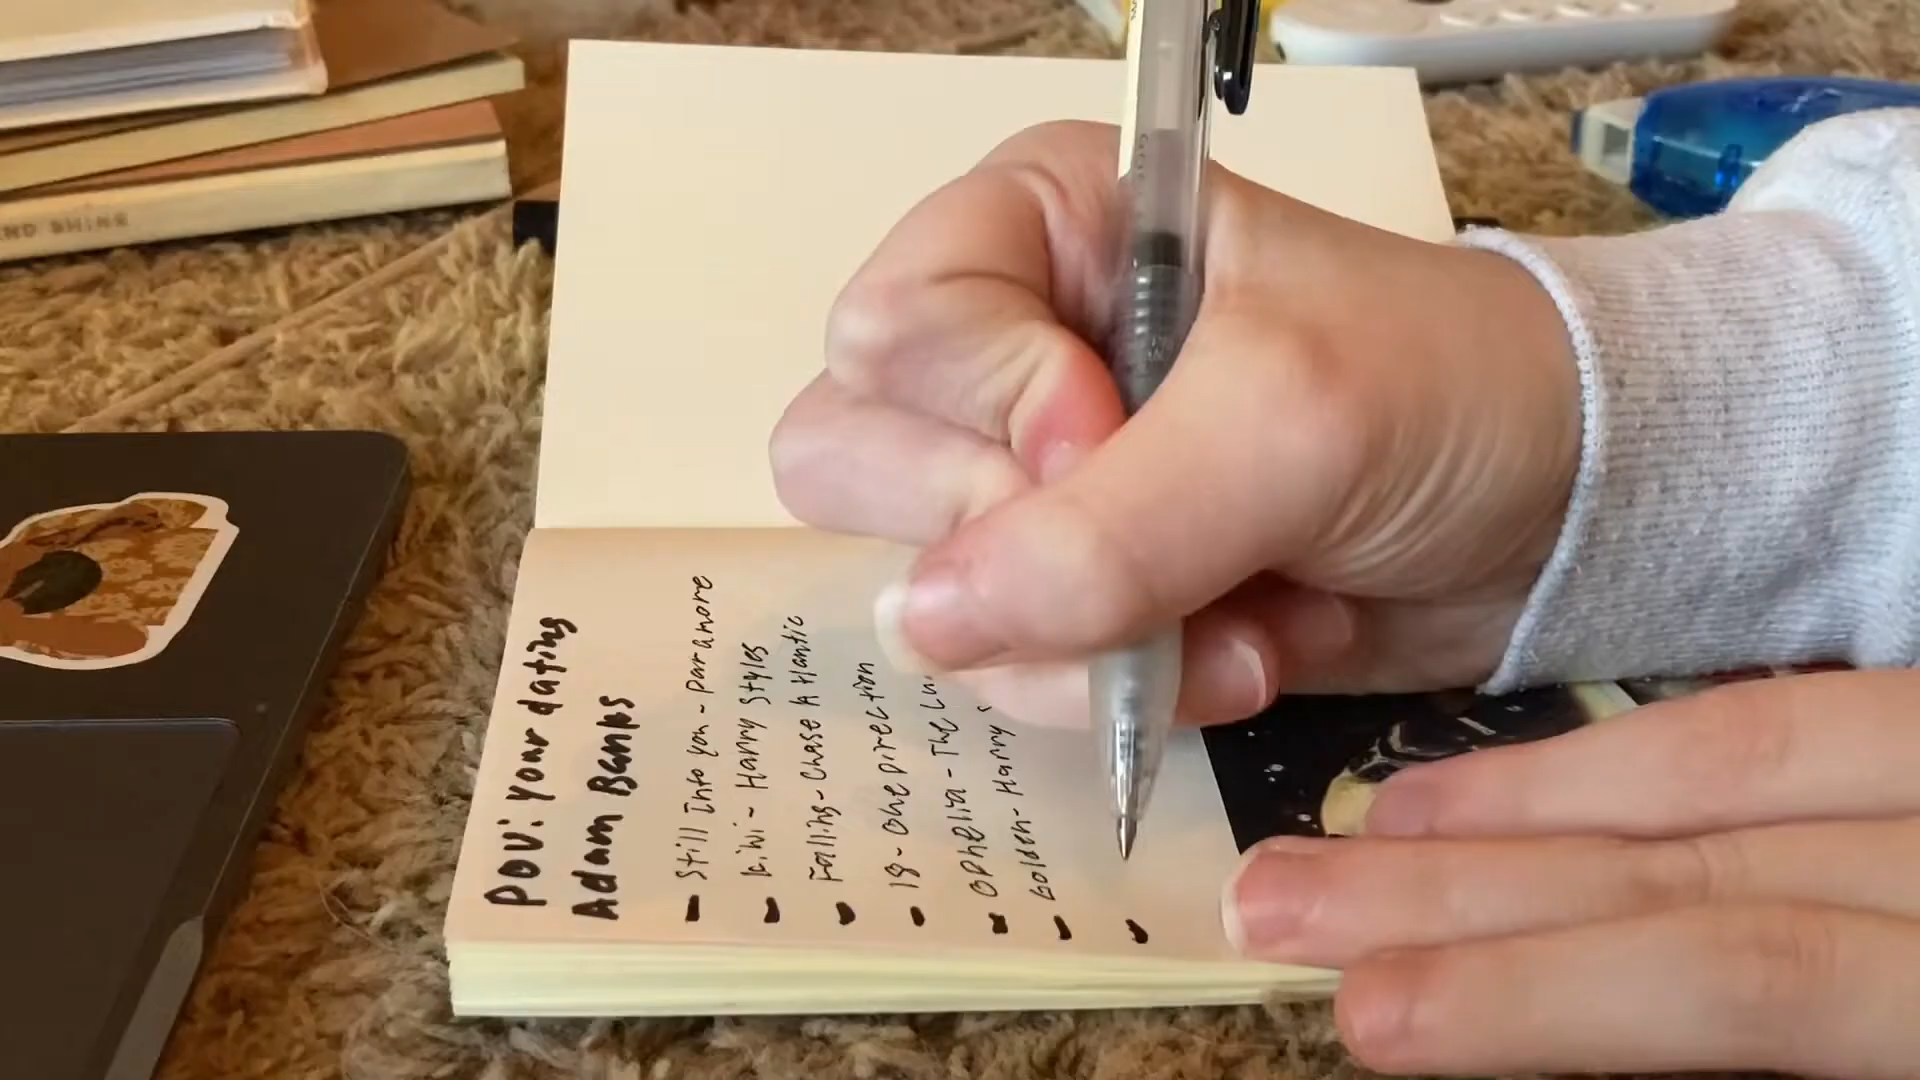 POV: Your dating
Adam Banks
- Still into you - paramore
- kiwi - Harry Styles
- Falling - Chase Atlantic
- 18 - one Direction
- Ophelia - The Lu
- Golden - Harry
-